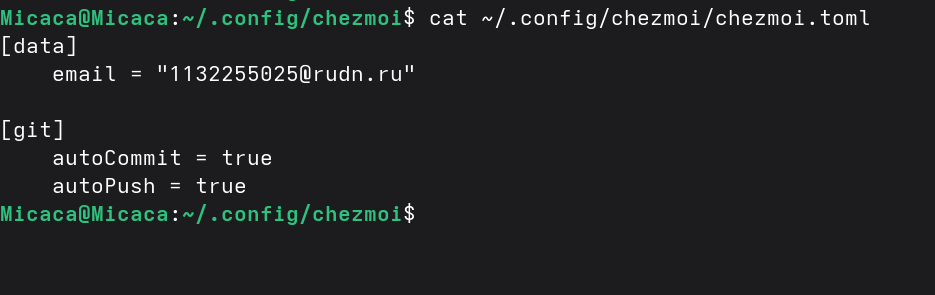 Micaca@Micaca:~/.config/chezmoi$ cat ~/.config/chezmoi/chezmoi.toml
[data]
    email = "1132255025@rudn.ru"

[git]
    autoCommit = true
    autoPush = true
Micaca@Micaca:~/.config/chezmoi$